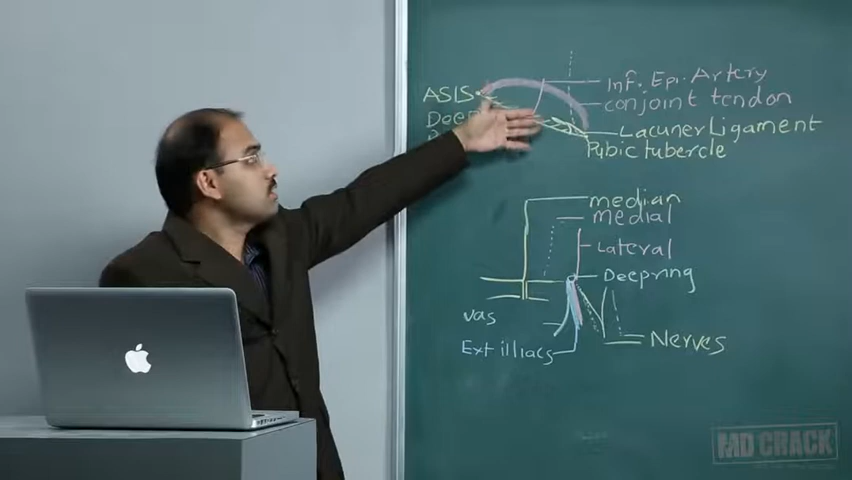 ASIS
Inf. Epi. Artery
conjoint tendon
Lacuner Ligament
Pubic tubercle
median
medial
Lateral
Deepring
vas
Ext illiacs
Nerves
MD CRACK